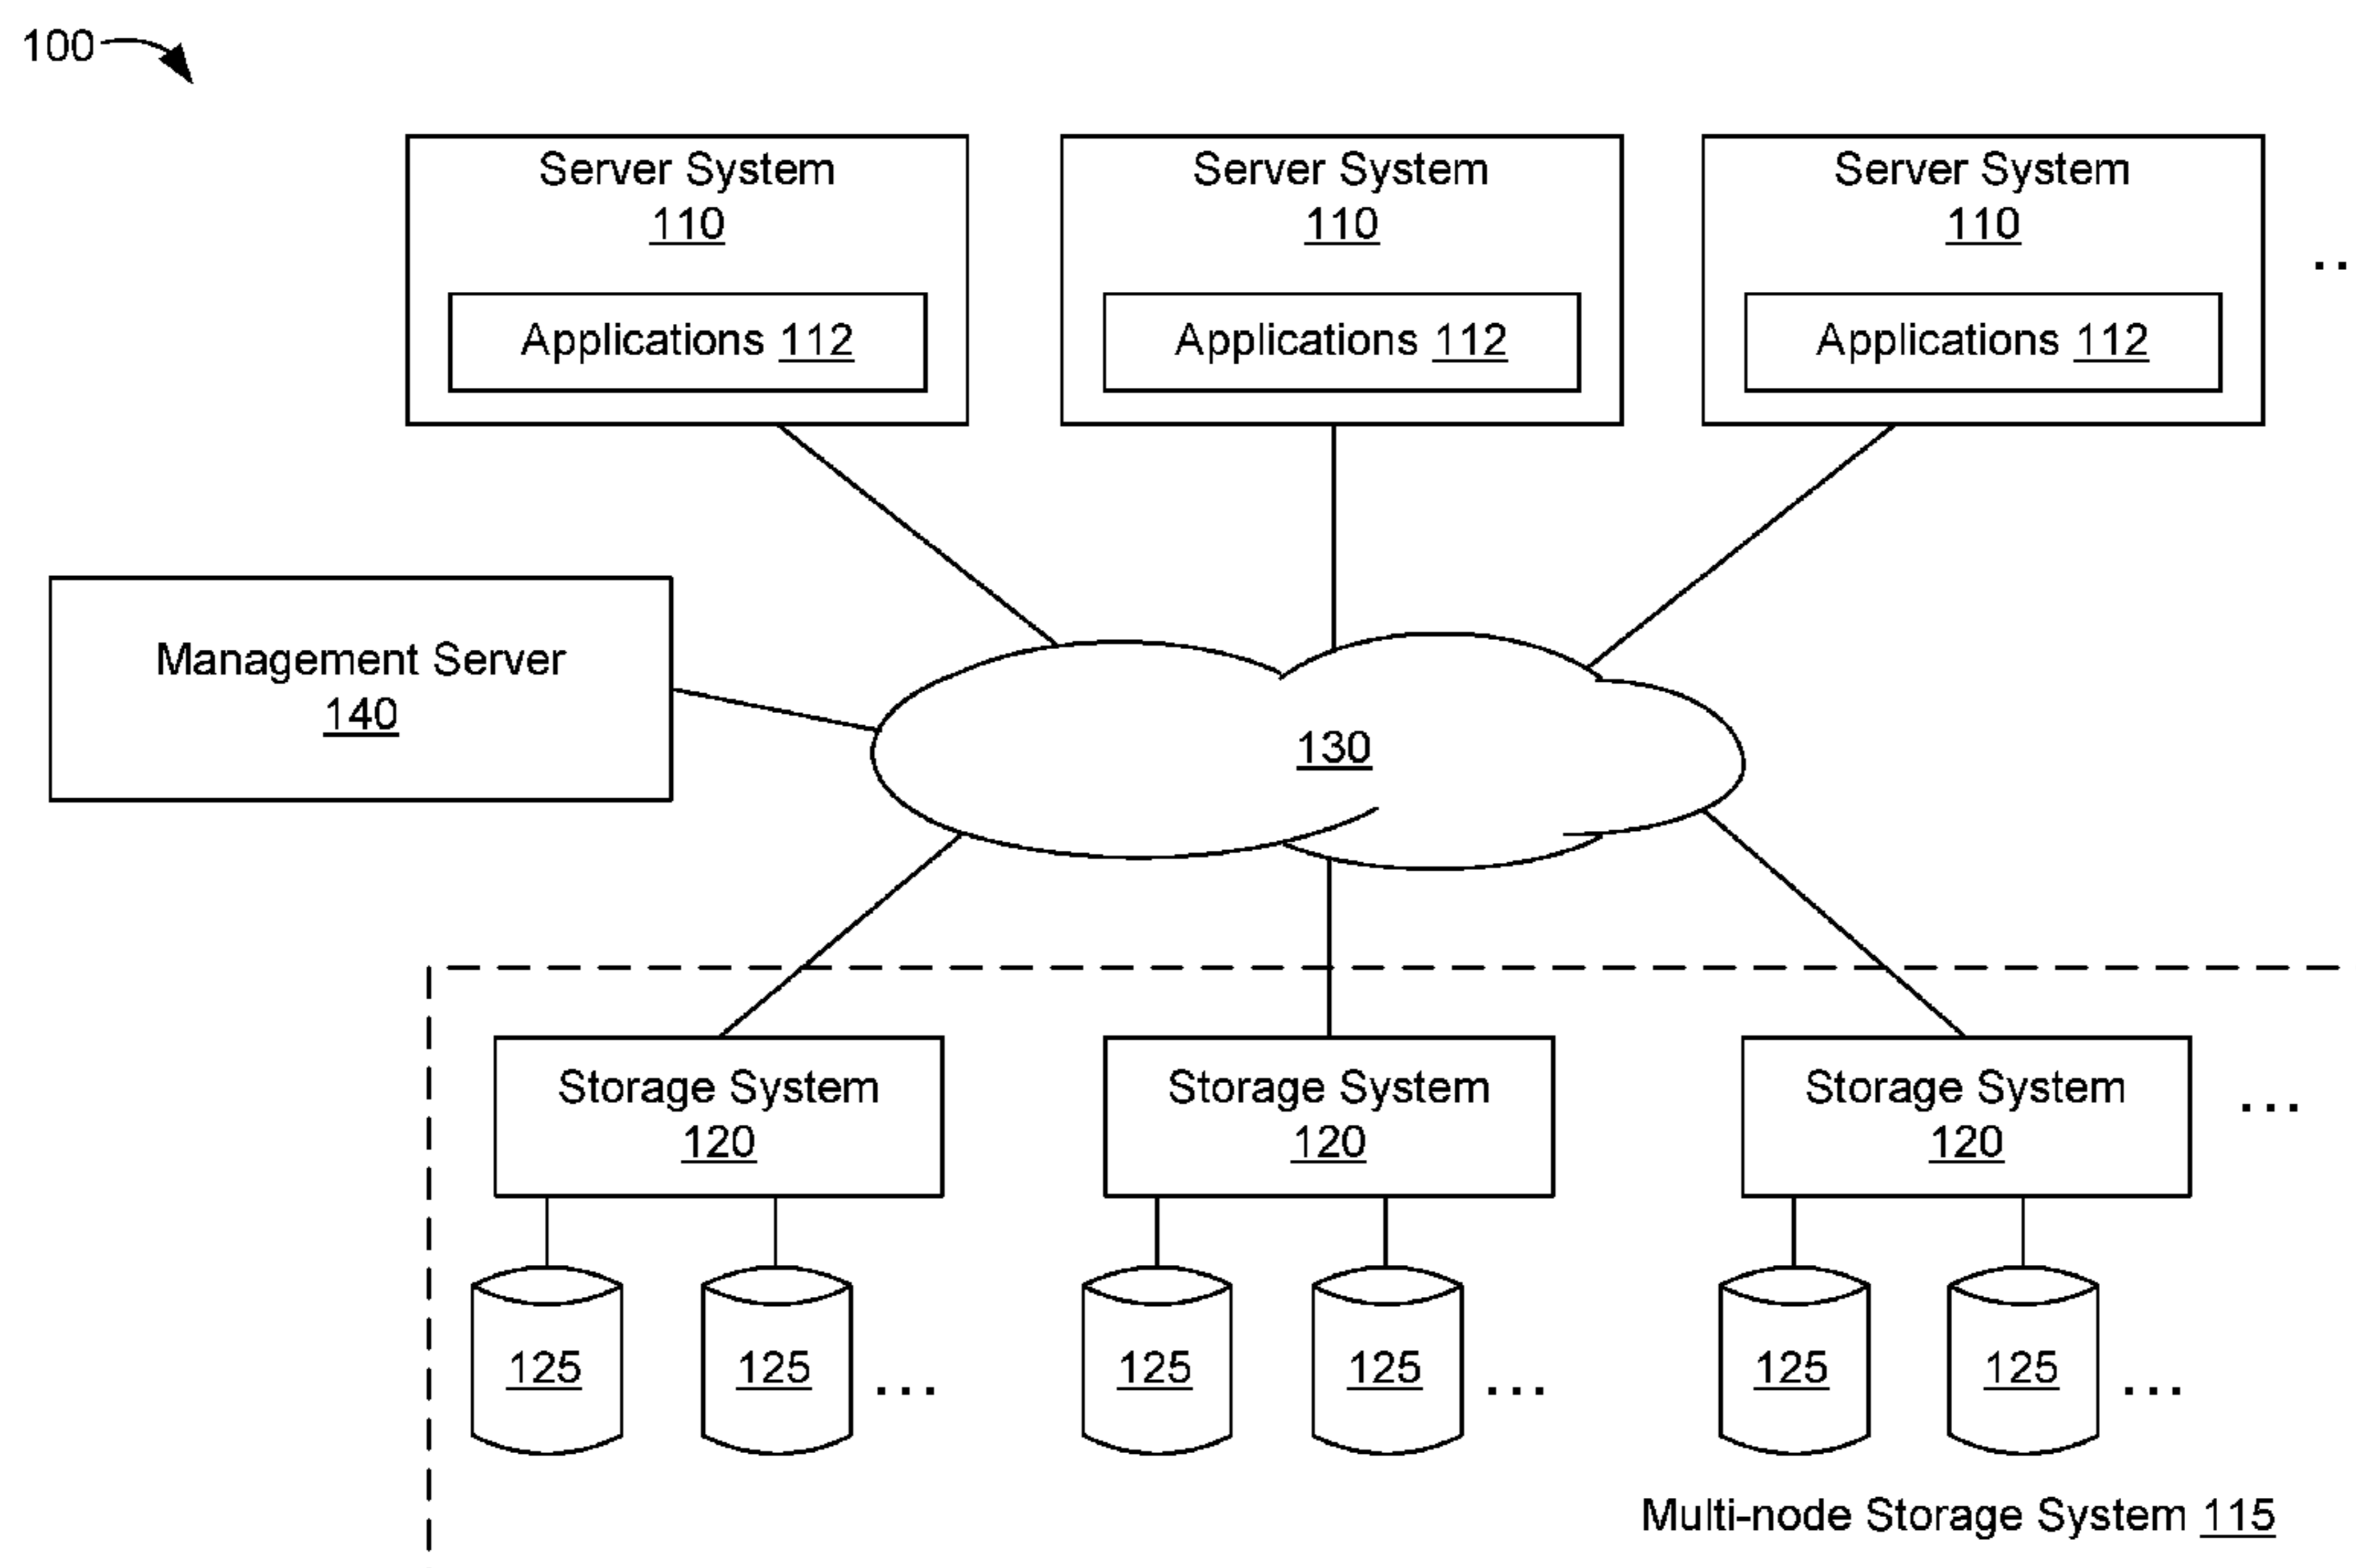 100
Server System
110
Applications 112
Server System
110
Applications 112
Server System
110
Applications 112
..
Management Server
140
130
Storage System
120
Storage System
120
Storage System
120
...
125
125
...
125
125
...
125
125
...
Multi-node Storage System 115